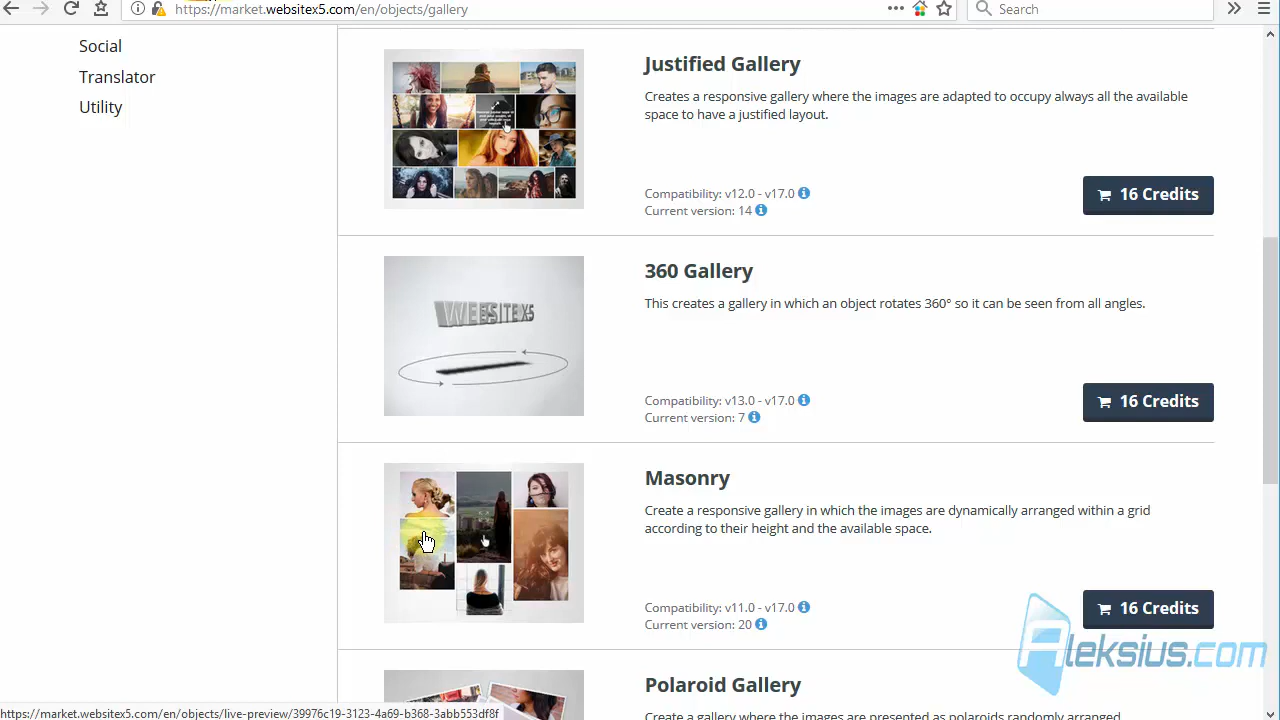 https://market.websitex5.com/en/objects/gallery
Search
Social
Translator
Utility
Justified Gallery
Creates a responsive gallery where the images are adapted to occupy always all the available
space to have a justified layout.
Compatibility: v12.0 - v17.0
Current version: 14
16 Credits
360 Gallery
This creates a gallery in which an object rotates 360° so it can be seen from all angles.
WEBSITE X5
Compatibility: v13.0 - v17.0
Current version: 7
16 Credits
Masonry
Create a responsive gallery in which the images are dynamically arranged within a grid
according to their height and the available space.
Compatibility: v11.0 - v17.0
Current version: 20
16 Credits
Aleksius.com
Polaroid Gallery
Create a gallery where the images are presented as polaroids randomly arranged
https://market.websitex5.com/en/objects/live-preview/39976c19-3123-4a69-b368-3abb553df8f